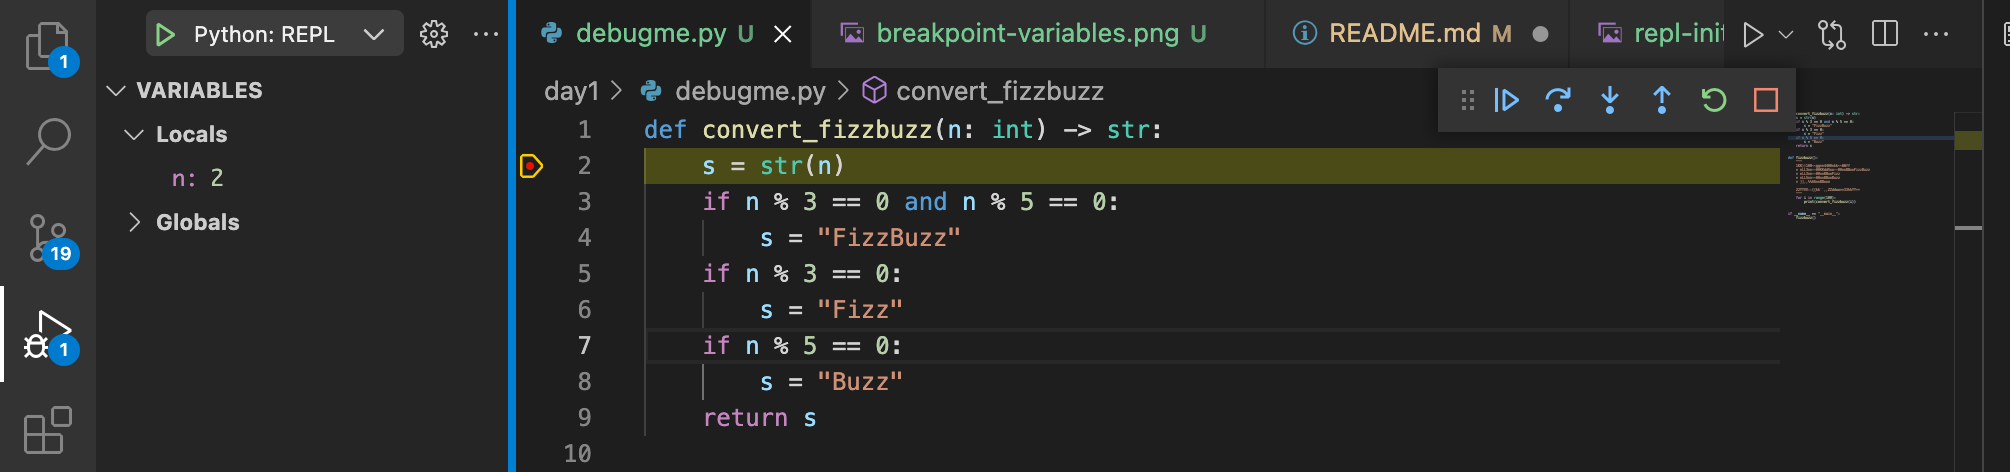 Python: REPL
debugme.py U
breakpoint-variables.png U
README.md M
repl-init
1
VARIABLES
day1 > debugme.py > convert_fizzbuzz
Locals
n: 2
Globals
19
1
1 def convert_fizzbuzz(n: int) -> str:
2 s = str(n)
3 if n % 3 == 0 and n % 5 == 0:
4 s = "FizzBuzz"
5 if n % 3 == 0:
6 s = "Fizz"
7 if n % 5 == 0:
8 s = "Buzz"
9 return s
10